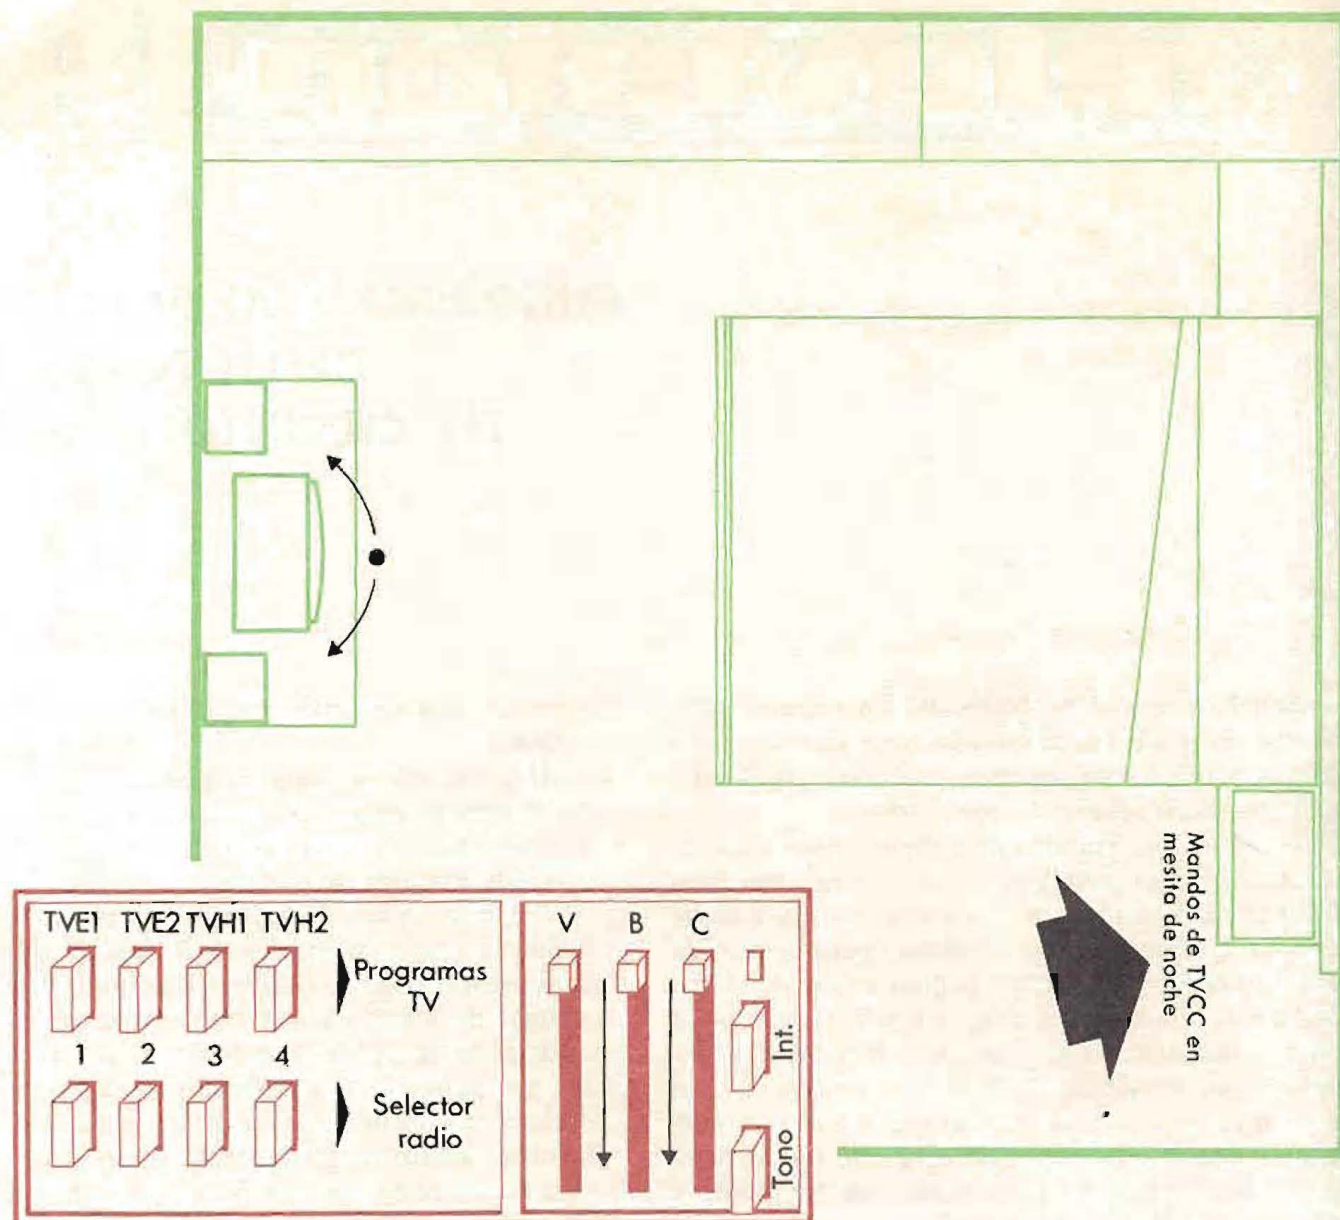 TVE1 TVE2 TVH1 TVH2
Programas
TV
1 2 3 4
Selector
radio
V B C
Int.
Tono
Mandos de TVCC en
mesita de noche